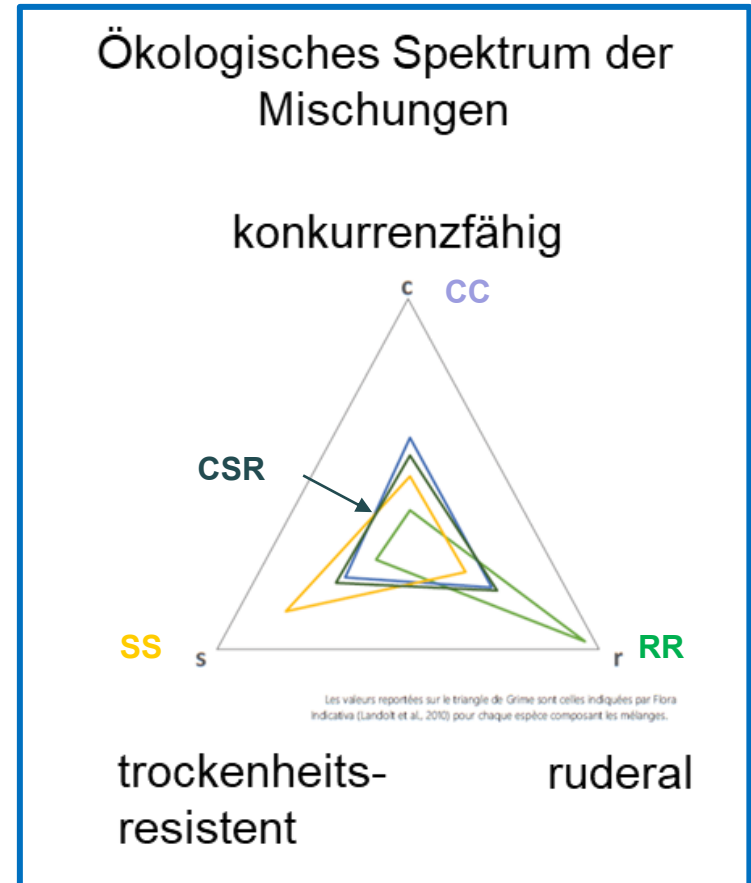 Ökologisches Spektrum der
Mischungen
konkurrenzfähig
c CC
CSR
SS s
r RR
Les valeurs reportées sur le triangle de Grime sont celles indiquées par Flora
Indicativa (Landolt et al., 2010) pour chaque espèce composant les mélanges.
trockenheits-
resistent
ruderal